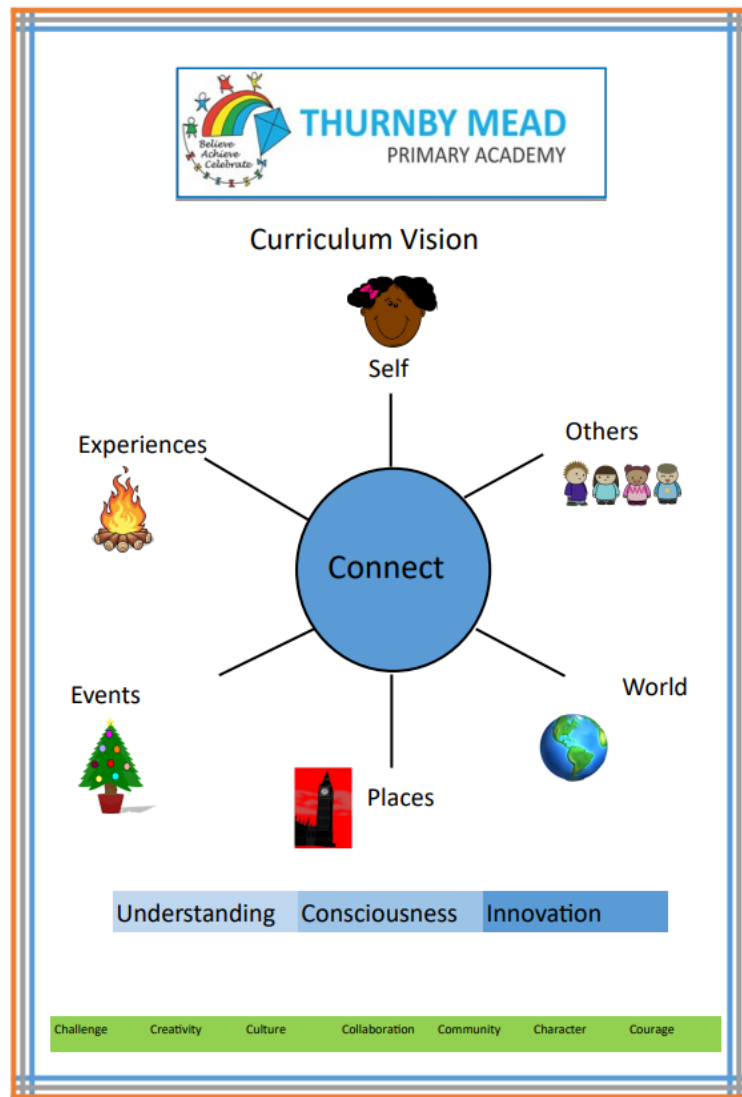 Believe
Achieve
Celebrate
THURNBY MEAD
PRIMARY ACADEMY
Curriculum Vision
Self
Experiences
Others
Connect
Events
World
Places
Understanding Consciousness Innovation
Challenge Creativity Culture Collaboration Community Character Courage